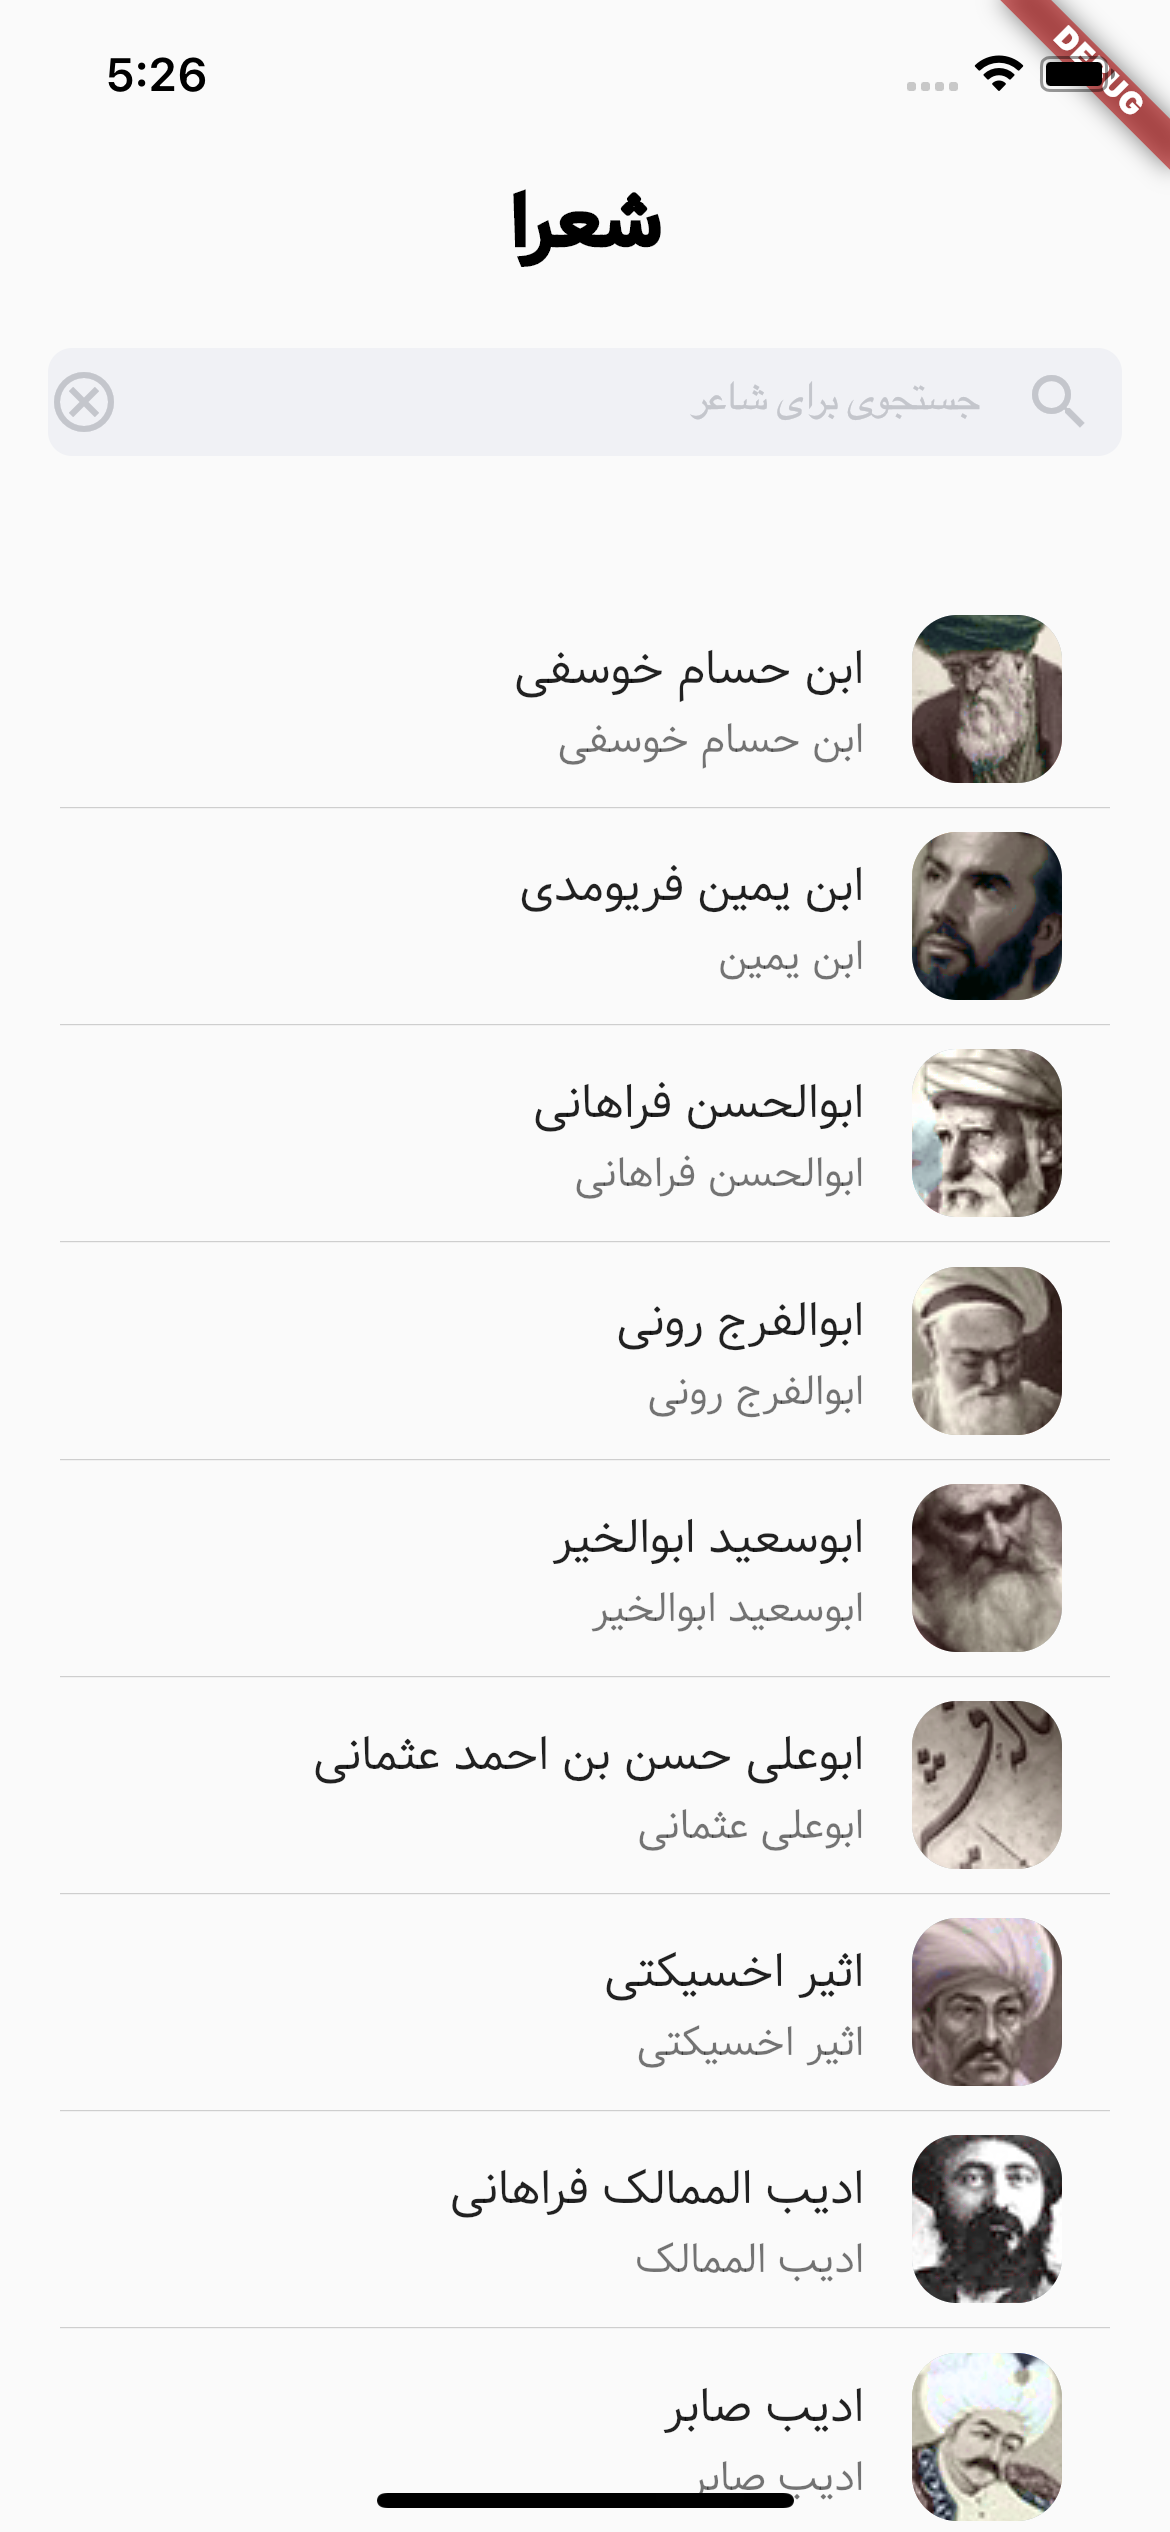 5:26
DEBUG
شعرا
جستجوی برای شاعر
ابن حسام خوسفی
ابن حسام خوسفی
ابن یمین فریومدی
ابن یمین
ابوالحسن فراهانی
ابوالحسن فراهانی
ابوالفرج رونی
ابوالفرج رونی
ابوسعید ابوالخیر
ابوسعید ابوالخیر
ابوعلی حسن بن احمد عثمانی
ابوعلی عثمانی
اثیر اخسیکتی
اثیر اخسیکتی
ادیب الممالک فراهانی
ادیب الممالک
ادیب صابر
ادیب صابر